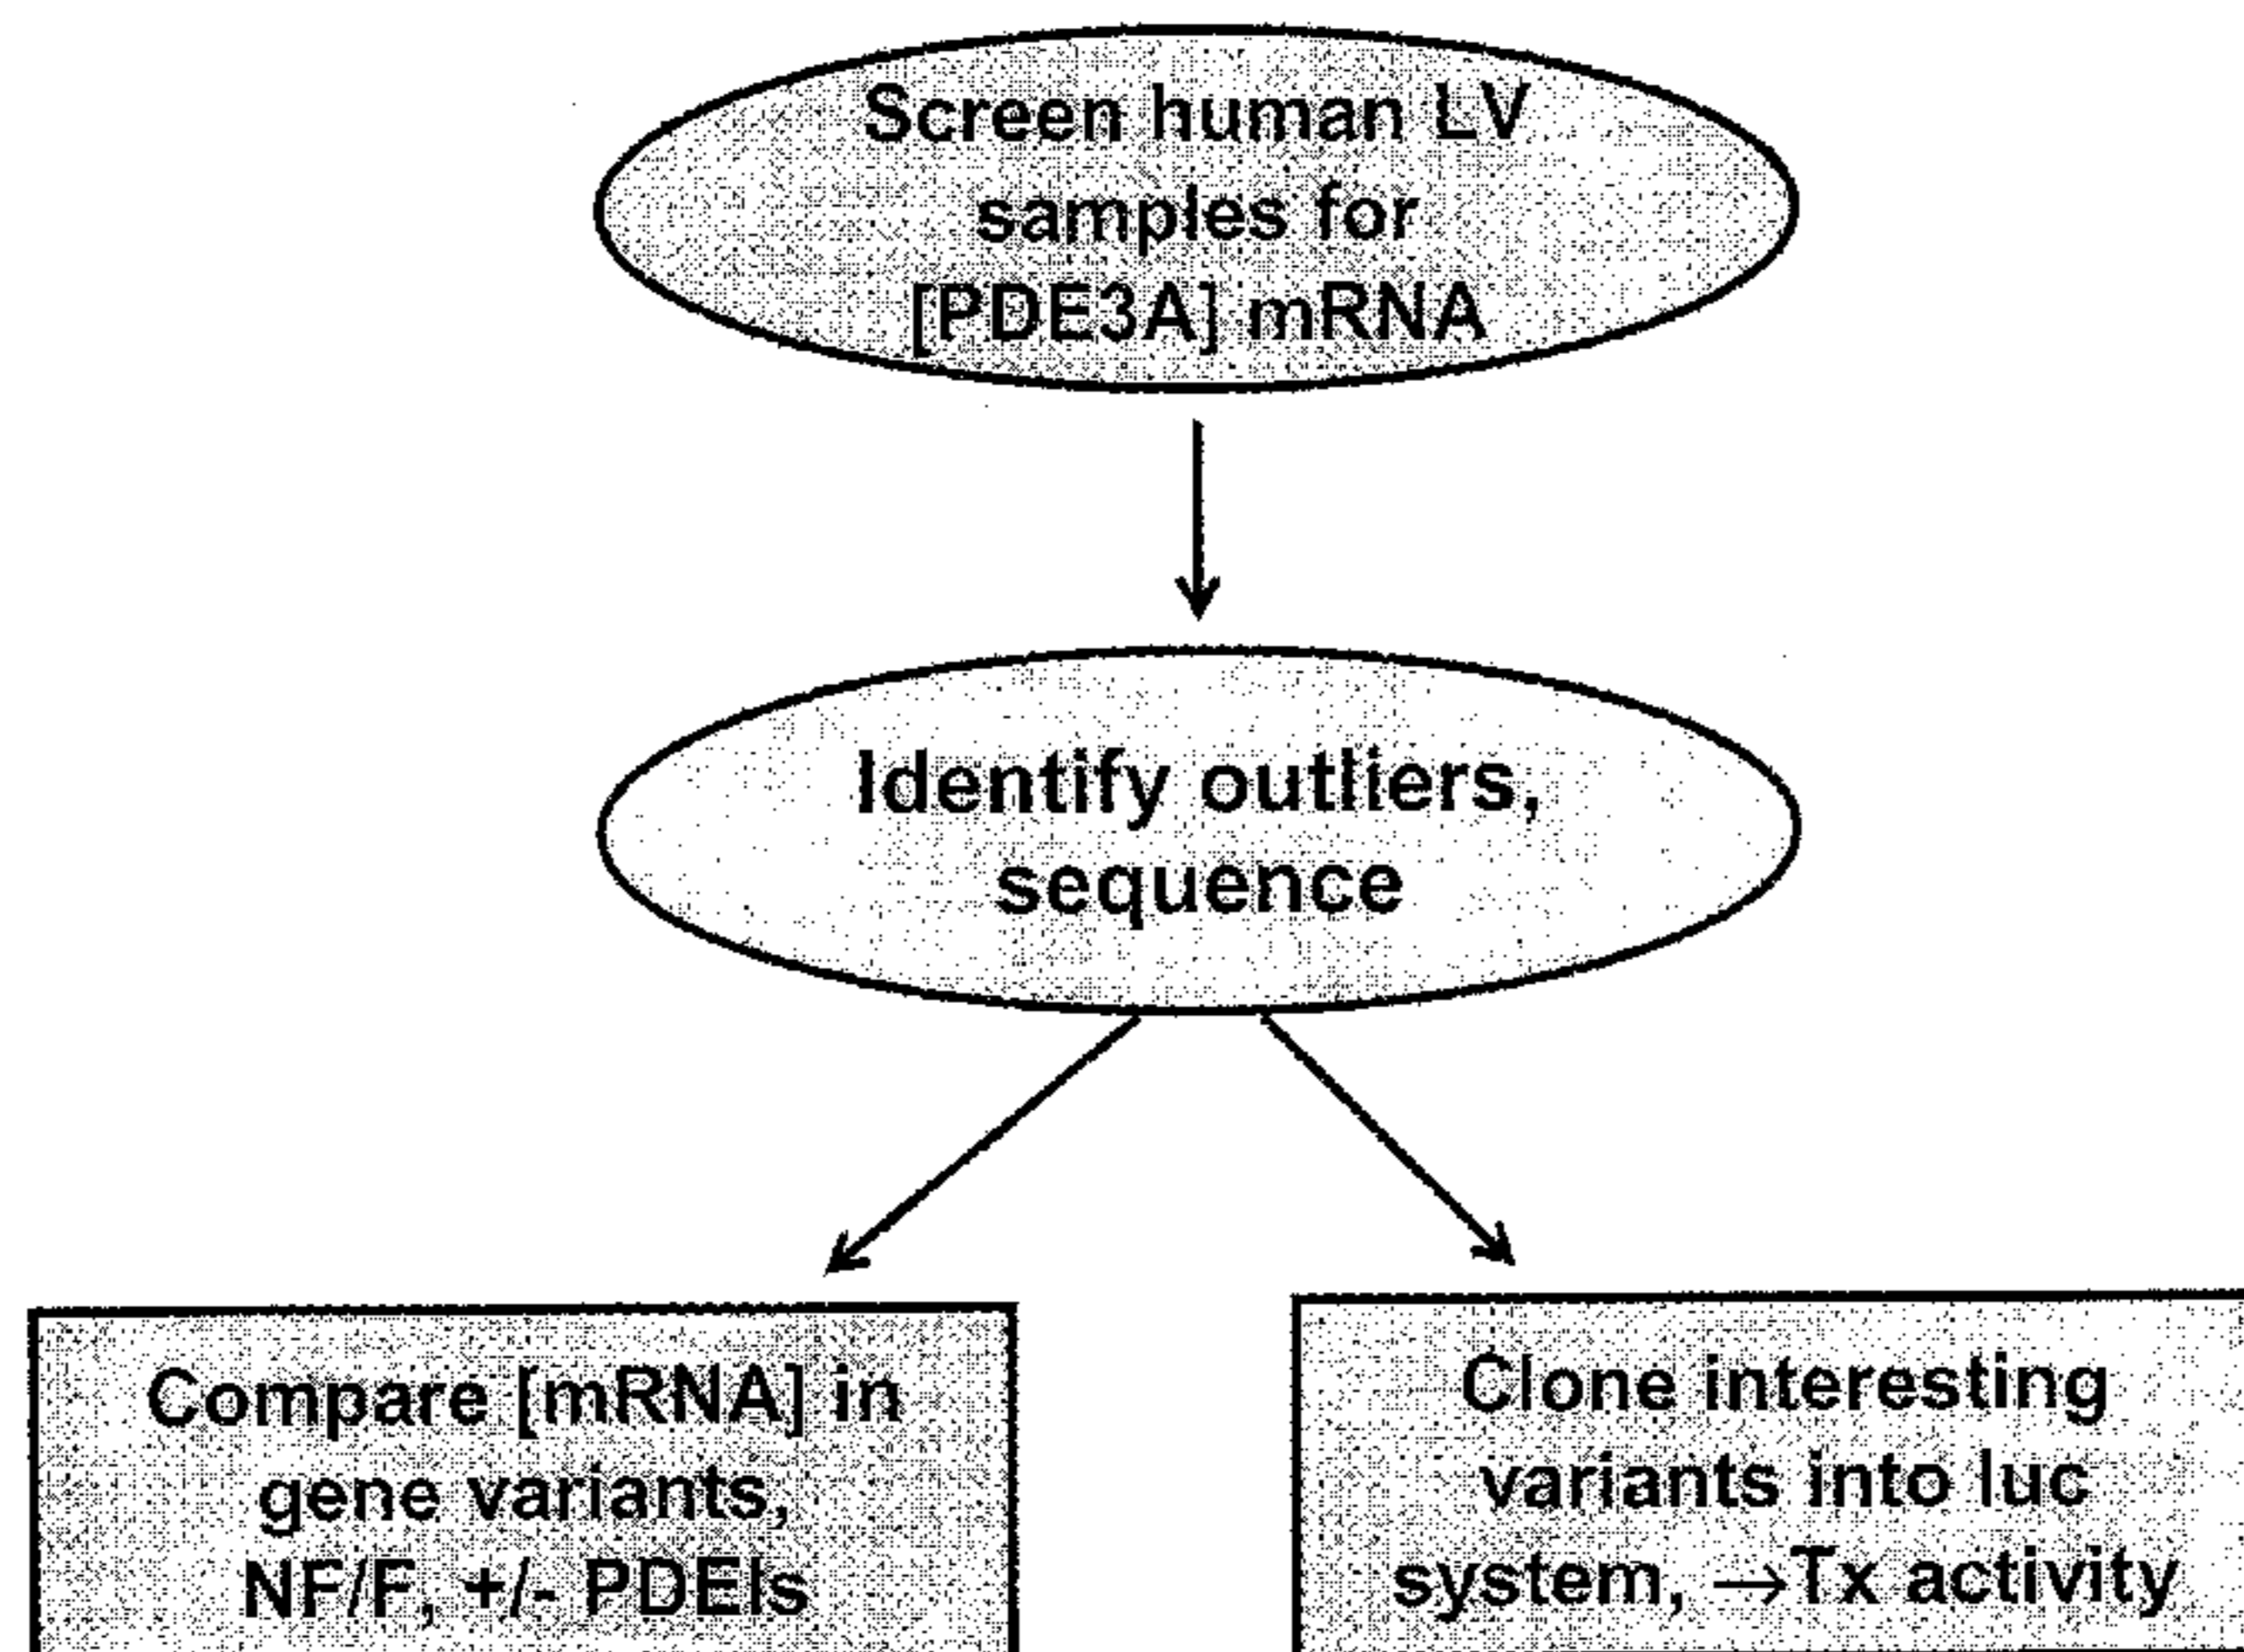 Screen human LV
samples for
[PDE3A] mRNA
Identify outliers,
sequence
Compare [mRNA] in
gene variants,
NF/F, +/- PDEIs
Clone interesting
variants into luc
system, →Tx activity